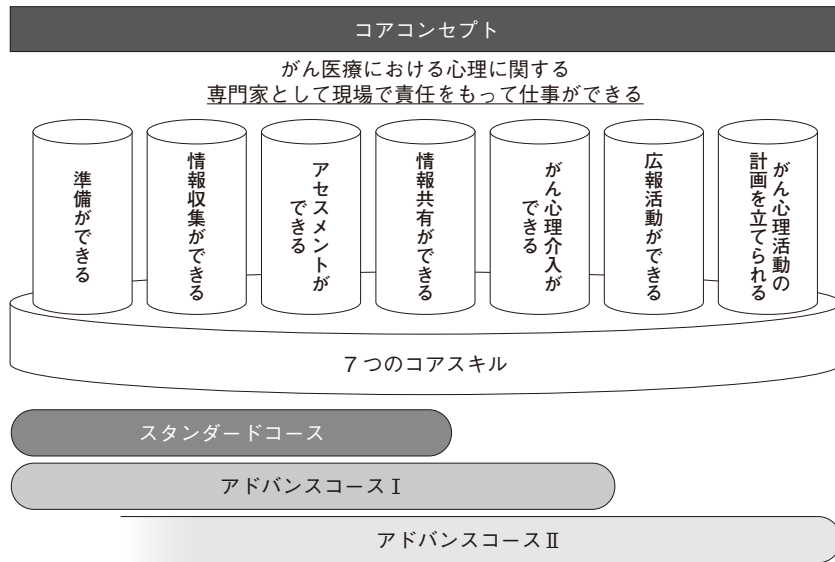 コアコンセプト
がん医療における心理に関する
専門家として現場で責任をもって仕事ができる
準備ができる
情報収集ができる
アセスメントが
できる
情報共有ができる
がん心理介入が
できる
広報活動ができる
がん心理活動の
計画を立てられる
7つのコアスキル
スタンダードコース
アドバンスコースⅠ
アドバンスコースⅡ